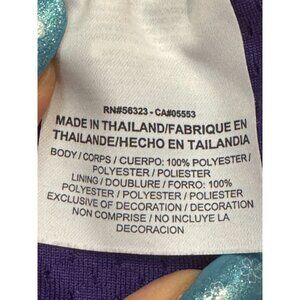 RN#56323 - CA#05553
MADE IN THAILAND/FABRIQUE EN
THAILANDE/HECHO EN TAILANDIA
BODY / CORPS / CUERPO: 100% POLYESTER /
POLYESTER / POLIESTER
LINING / DOUBLURE / FORRO: 100%
POLYESTER / POLYESTER / POLIESTER
EXCLUSIVE OF DECORATION / DECORATION
NON COMPRISE / NO INCLUYE LA
DECORACION